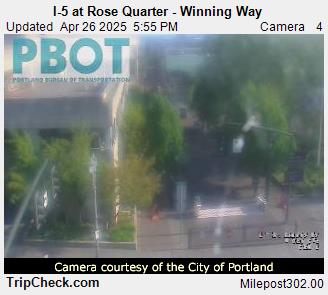 I-5 at Rose Quarter - Winning Way
Updated Apr 26 2025 5:55 PM Camera 4
PBOT
PORTLAND BUREAU OF TRANSPORTATION
Camera courtesy of the City of Portland
TripCheck.com Milepost302.00